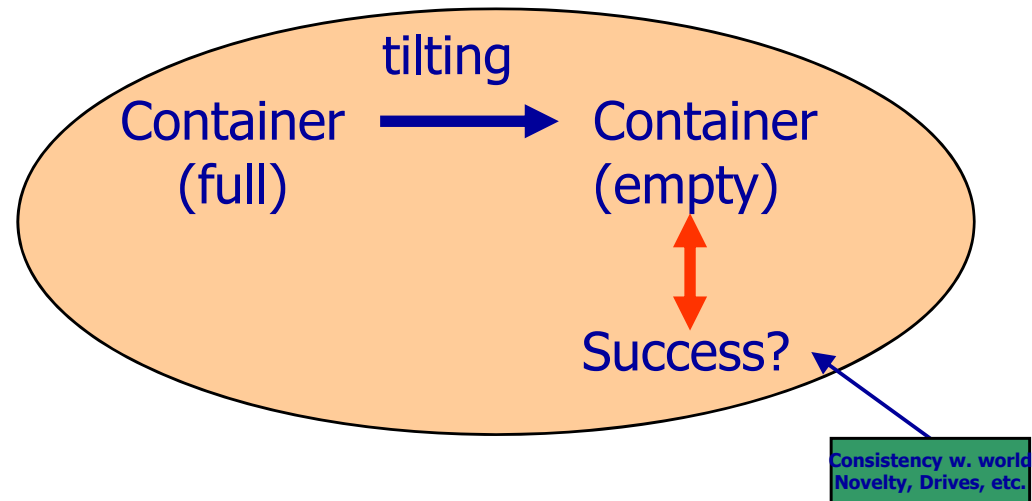 tilting
Container Container
(full) (empty)
Success?
Consistency w. world
Novelty, Drives, etc.